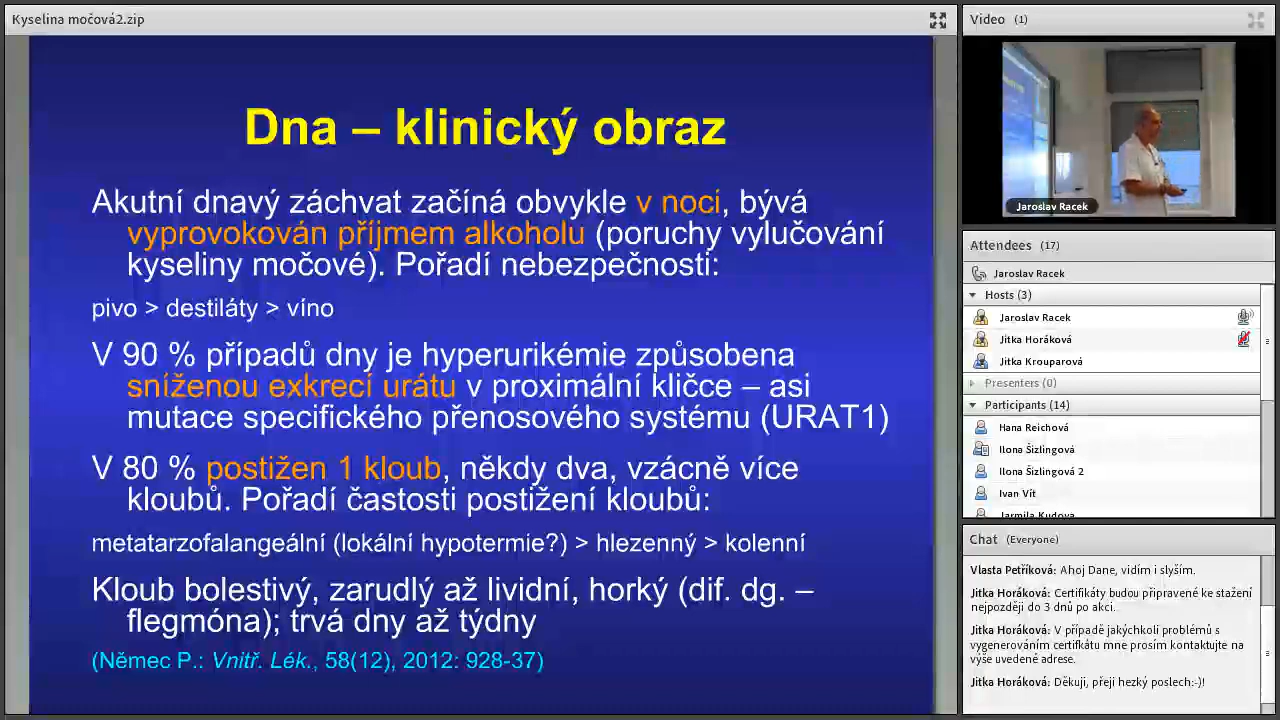 Kyselina močová2.zip
Dna – klinický obraz
Akutní dnavý záchvat začíná obvykle v noci, bývá
vyprovokován příjmem alkoholu (poruchy vylučování
kyseliny močové). Pořadí nebezpečnosti:
pivo > destiláty > víno
V 90 % případů dny je hyperurikémie způsobena
sníženou exkrecí urátu v proximální kličce – asi
mutace specifického přenosového systému (URAT1)
V 80 % postižen 1 kloub, někdy dva, vzácně více
kloubů. Pořadí častosti postižení kloubů:
metatarzofalangeální (lokální hypotermie?) > hlezenný > kolenní
Kloub bolestivý, zarudlý až lividní, horký (dif. dg. –
flegmóna); trvá dny až týdny
(Němec P.: Vnitř. Lék., 58(12), 2012: 928-37)
Video (1)
Jaroslav Racek
Attendees (17)
Jaroslav Racek
Hosts (3)
Jaroslav Racek
Jitka Horáková
Jitka Krouparová
Presenters (0)
Participants (14)
Hana Reichová
Ilona Šizlingová
Ilona Šizlingová 2
Ivan Vít
Jarmila Kudova
Chat (Everyone)
Vlasta Petříková: Ahoj Dane, vidím i slyším.
Jitka Horáková: Certifikáty budou připravené ke stažení
nejpozději do 3 dnů po akci.
Jitka Horáková: V případě jakýchkoli problémů s
vygenerováním certifikátu mne prosím kontaktujte na
výše uvedené adrese.
Jitka Horáková: Děkuji, přeji hezký poslech:-)!